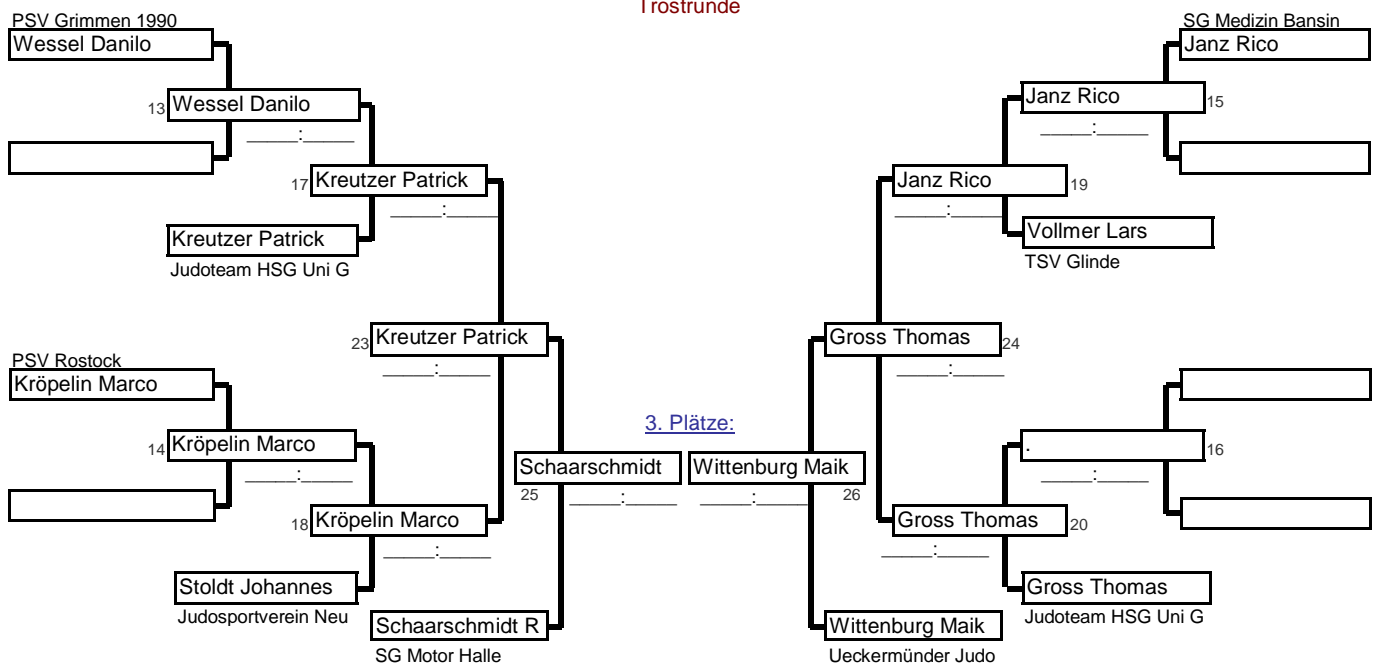 Trostrunde
PSV Grimmen 1990
SG Medizin Bansin
Wessel Danilo
Janz Rico
13 Wessel Danilo
Janz Rico 15
_____:_____
_____:_____
17 Kreutzer Patrick
Janz Rico 19
_____:_____
_____:_____
Kreutzer Patrick
Vollmer Lars
Judoteam HSG Uni G
TSV Glinde
23 Kreutzer Patrick
Gross Thomas 24
_____:_____
_____:_____
PSV Rostock
Kröpelin Marco
3. Plätze:
14 Kröpelin Marco
. 16
_____:_____
_____:_____
Schaarschmidt
Wittenburg Maik
25 _____:_____
_____:_____ 26
18 Kröpelin Marco
Gross Thomas 20
_____:_____
_____:_____
Stoldt Johannes
Gross Thomas
Judosportverein Neu
Judoteam HSG Uni G
Schaarschmidt R
Wittenburg Maik
SG Motor Halle
Ueckermünder Judo